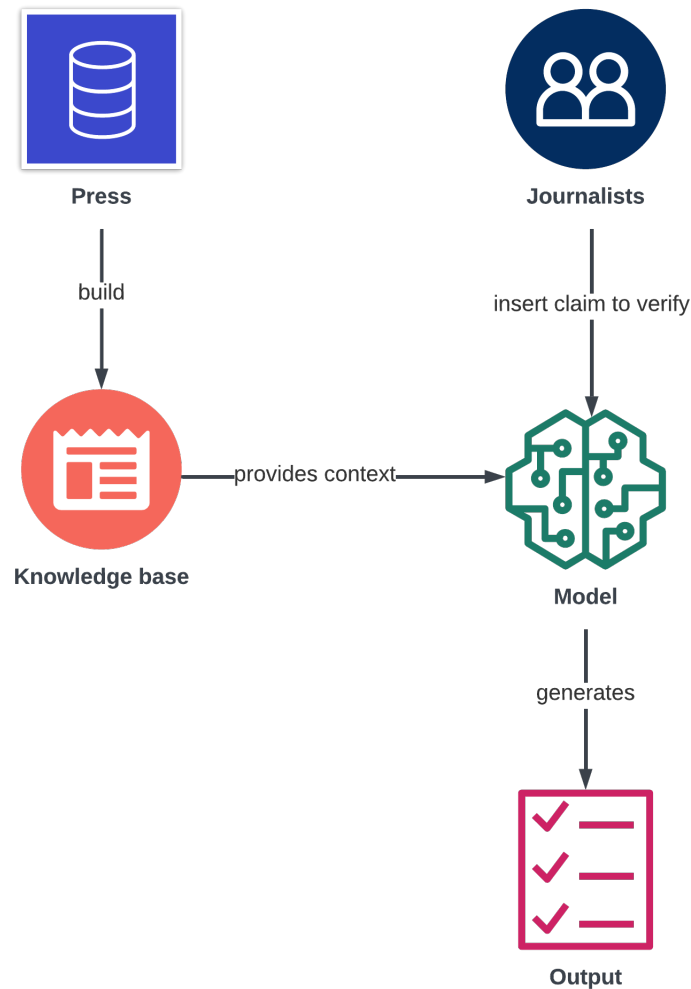 Press
Journalists
build
insert claim to verify
provides context
Knowledge base
Model
generates
Output